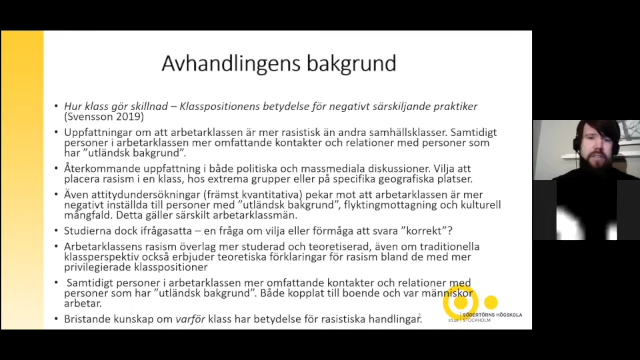 Avhandlingens bakgrund
• Hur klass gör skillnad – Klasspositionens betydelse för negativt särskiljande praktiker
(Svensson 2019)
• Uppfattningar om att arbetarklassen är mer rasistisk än andra samhällsklasser. Samtidigt
personer i arbetarklassen mer omfattande kontakter och relationer med personer som
har ”utländsk bakgrund”.
• Återkommande uppfattning i både politiska och massmediala diskussioner. Vilja att
placera rasism i en klass, hos extrema grupper eller på specifika geografiska platser.
• Även attitydundersökningar (främst kvantitativa) pekar mot att arbetarklassen är mer
negativt inställda till personer med ”utländsk bakgrund”, flyktingmottagning och kulturell
mångfald. Detta gäller särskilt arbetarklassmän.
• Studierna dock ifrågasatta – en fråga om vilja eller förmåga att svara ”korrekt”?
• Arbetarklassens rasism överlag mer studerad och teoretiserad, även om traditionella
klassperspektiv också erbjuder teoretiska förklaringar för rasism bland de med mer
privilegierade klasspositioner
• Samtidigt personer i arbetarklassen mer omfattande kontakter och relationer med
personer som har ”utländsk bakgrund”. Både kopplat till boende och var människor
arbetar.
• Bristande kunskap om varför klass har betydelse för rasistiska handlingar.
SÖDERTÖRNS HÖGSKOLA
STOCKHOLM